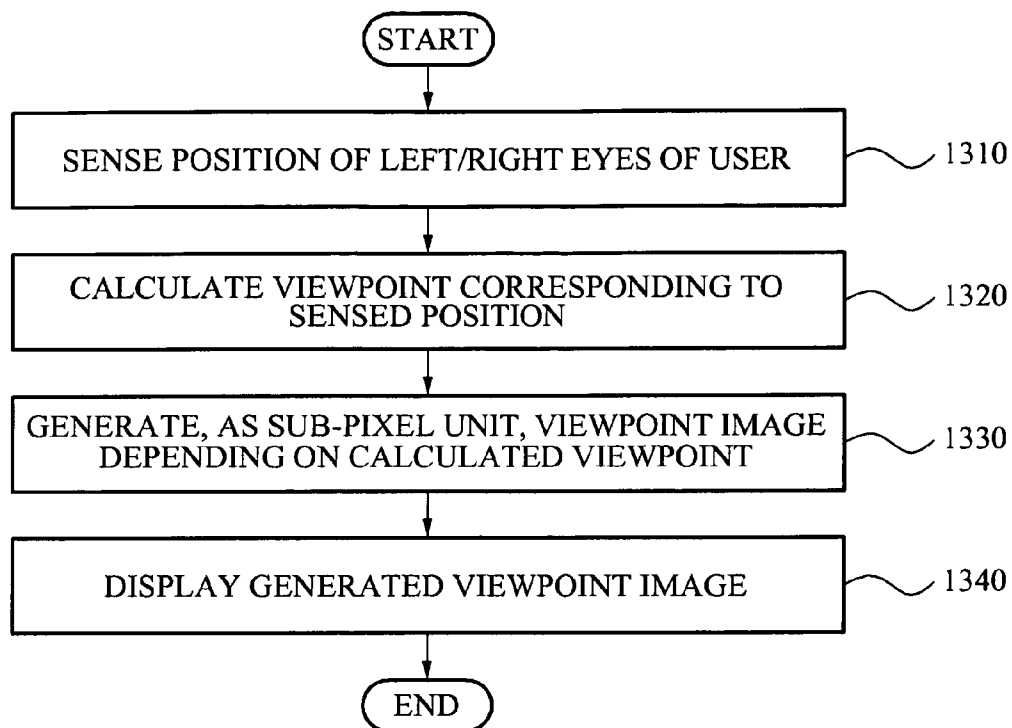 START
SENSE POSITION OF LEFT/RIGHT EYES OF USER
1310
CALCULATE VIEWPOINT CORRESPONDING TO
SENSED POSITION
1320
GENERATE, AS SUB-PIXEL UNIT, VIEWPOINT IMAGE
DEPENDING ON CALCULATED VIEWPOINT
1330
DISPLAY GENERATED VIEWPOINT IMAGE
1340
END